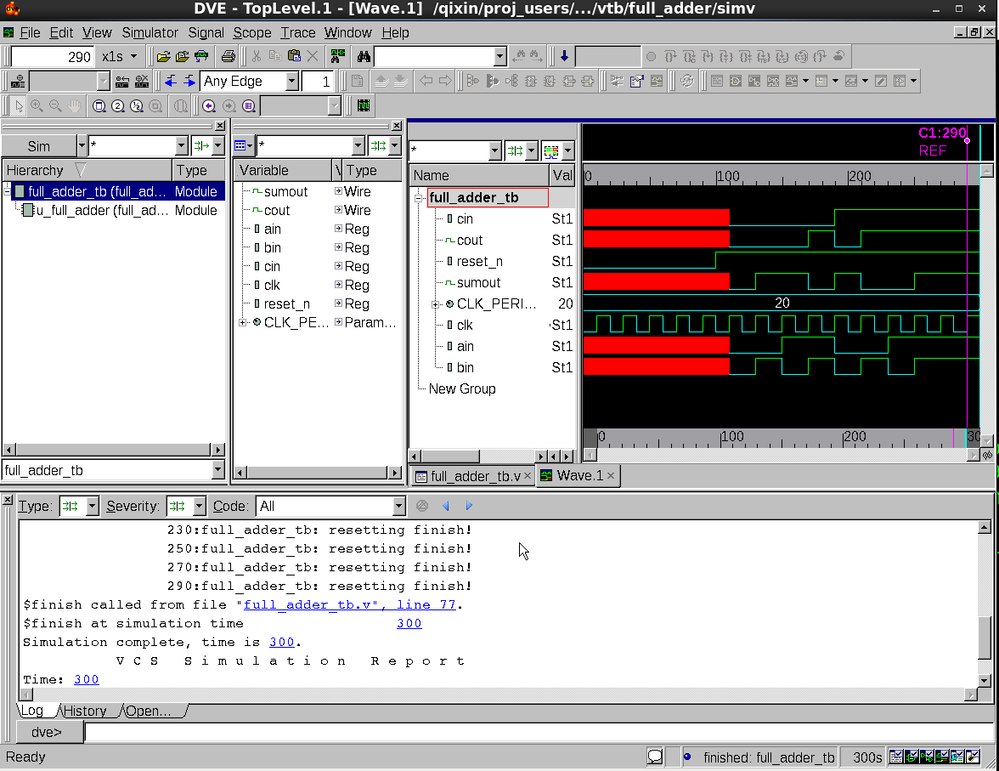 DVE - TopLevel.1 - [Wave.1] /qixin/proj_users/.../vtb/full_adder/simv
File Edit View Simulator Signal Scope Trace Window Help
290 x1s
Any Edge 1
Sim * * *
C1:290
REF
Hierarchy Type
Variable V Type
Name Val
0 100 200
full_adder_tb (full_ad... Module
u_full_adder (full_ad... Module
sumout Wire
cout Wire
ain Reg
bin Reg
cin Reg
clk Reg
reset_n Reg
CLK_PE... Param...
full_adder_tb
cin St1
cout St1
reset_n St1
sumout St1
CLK_PERI... 20 20
clk St1
ain St1
bin St1
New Group
0 100 200 30
full_adder_tb
full_adder_tb.v Wave.1
Type: Severity: Code: All
230:full_adder_tb: resetting finish!
250:full_adder_tb: resetting finish!
270:full_adder_tb: resetting finish!
290:full_adder_tb: resetting finish!
$finish called from file "full_adder_tb.v", line 77.
$finish at simulation time 300
Simulation complete, time is 300.
V C S S i m u l a t i o n R e p o r t
Time: 300
Log History Open...
dve>
Ready finished: full_adder_tb 300s